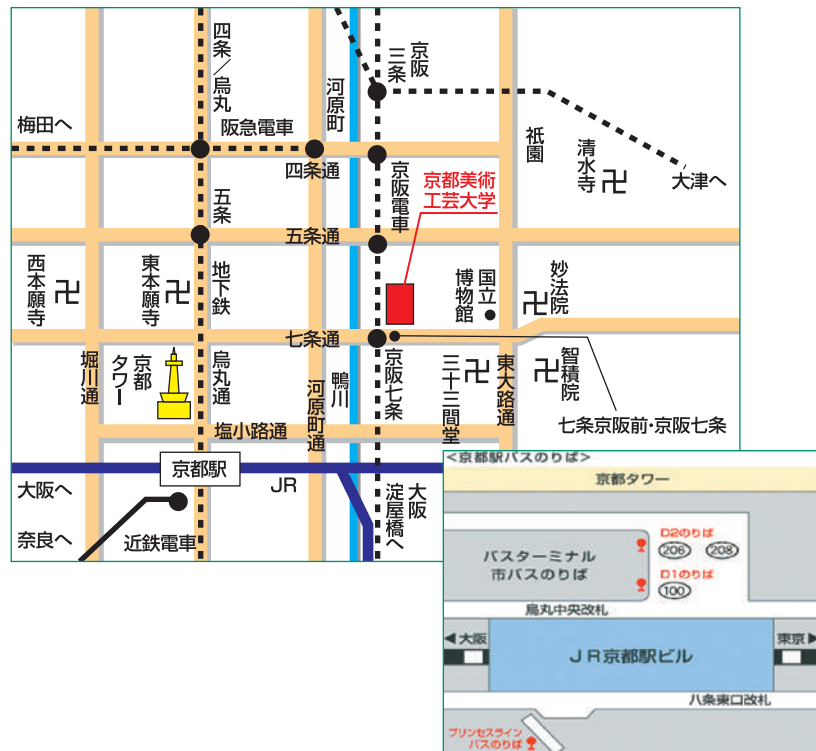 四条／烏丸
京阪
三条
河原町
梅田へ
阪急電車
祇園
清水寺
大津へ
四条通
京阪電車
京都美術
工芸大学
五条
五条通
西本願寺
東本願寺
地下鉄
国立
博物館
妙法院
七条通
堀川通
京都
タワー
烏丸通
河原町通
鴨川
京阪七条
三十三間堂
東大路通
智積院
七条京阪前・京阪七条
塩小路通
京都駅
大阪へ
JR
大阪
淀屋橋へ
奈良へ
近鉄電車
<京都駅バスのりば>
京都タワー
バスターミナル
市バスのりば
D2のりば
206 208
D1のりば
100
烏丸中央改札
◀大阪
東京▶
JR京都駅ビル
八条東口改札
プリンセスライン
バスのりば